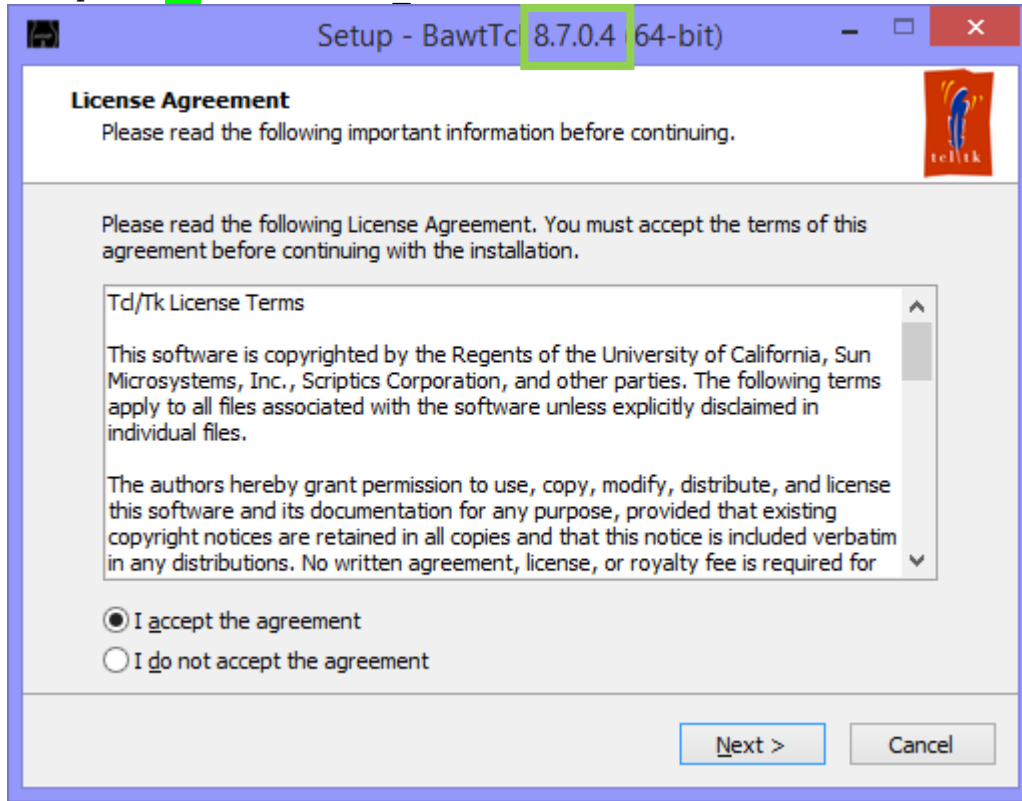 Setup - BawtTcl 8.7.0.4 (64-bit)
License Agreement
Please read the following important information before continuing.
tcl\tk
Please read the following License Agreement. You must accept the terms of this
agreement before continuing with the installation.
Tcl/Tk License Terms
This software is copyrighted by the Regents of the University of California, Sun
Microsystems, Inc., Scriptics Corporation, and other parties. The following terms
apply to all files associated with the software unless explicitly disclaimed in
individual files.
The authors hereby grant permission to use, copy, modify, distribute, and license
this software and its documentation for any purpose, provided that existing
copyright notices are retained in all copies and that this notice is included verbatim
in any distributions. No written agreement, license, or royalty fee is required for
I accept the agreement
I do not accept the agreement
Next >
Cancel